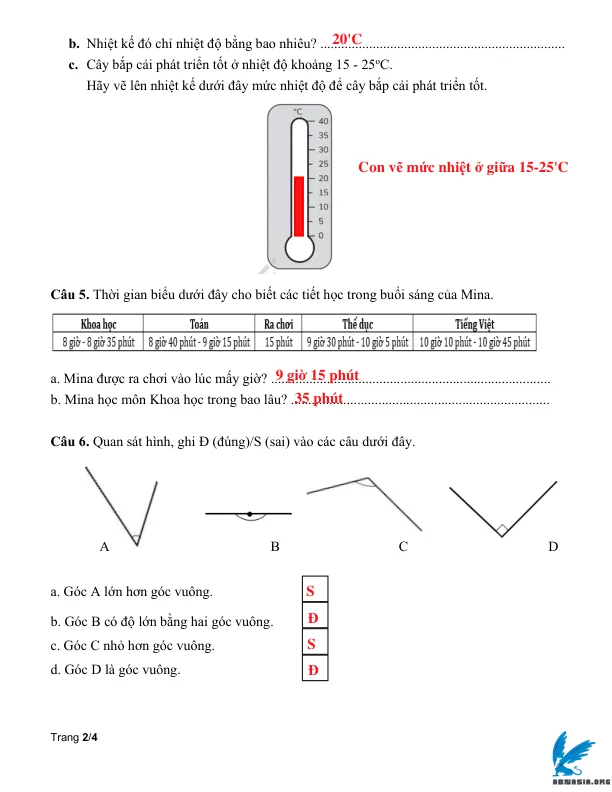 b. Nhiệt kế đó chỉ nhiệt độ bằng bao nhiêu? ...20'C...
c. Cây bắp cải phát triển tốt ở nhiệt độ khoảng 15 - 25ºC.
Hãy vẽ lên nhiệt kế dưới đây mức nhiệt độ để cây bắp cải phát triển tốt.
°C
40
35
30
25
20
15
10
5
0
Con vẽ mức nhiệt ở giữa 15-25'C
Câu 5. Thời gian biểu dưới đây cho biết các tiết học trong buổi sáng của Mina.
Khoa học Toán Ra chơi Thể dục Tiếng Việt
8 giờ - 8 giờ 35 phút 8 giờ 40 phút - 9 giờ 15 phút 15 phút 9 giờ 30 phút - 10 giờ 5 phút 10 giờ 10 phút - 10 giờ 45 phút
a. Mina được ra chơi vào lúc mấy giờ? 9 giờ 15 phút...
b. Mina học môn Khoa học trong bao lâu? 35 phút...
Câu 6. Quan sát hình, ghi Đ (đúng)/S (sai) vào các câu dưới đây.
A B C D
a. Góc A lớn hơn góc vuông. S
b. Góc B có độ lớn bằng hai góc vuông. Đ
c. Góc C nhỏ hơn góc vuông. S
d. Góc D là góc vuông. Đ
Trang 2/4
ABNASIA.ORG